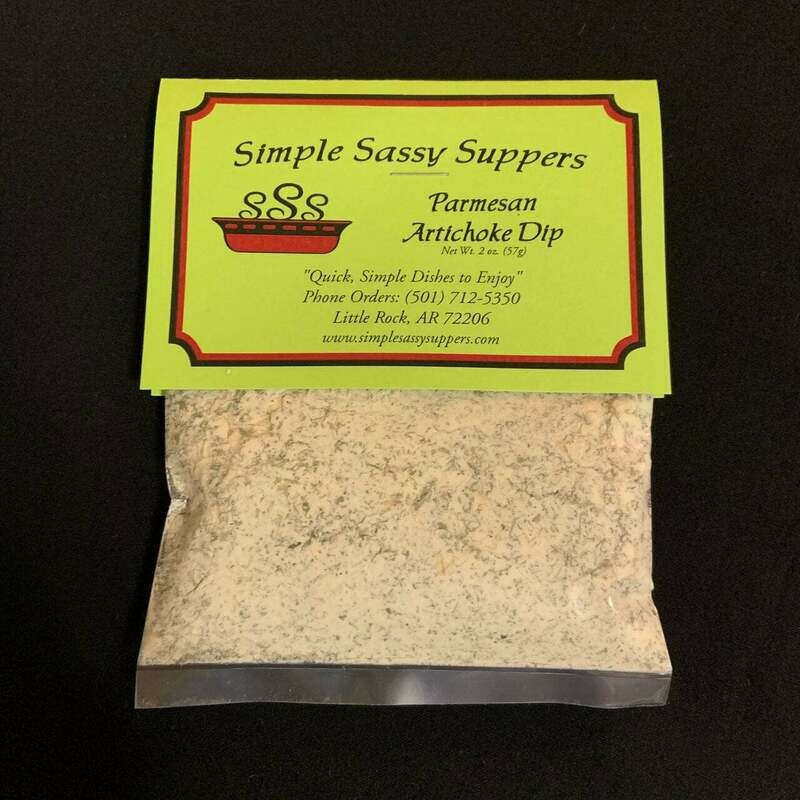 Simple Sassy Suppers
SSS
Parmesan
Artichoke Dip
Net Wt. 2 oz. (57g)
"Quick, Simple Dishes to Enjoy"
Phone Orders: (501) 712-5350
Little Rock, AR 72206
www.simplesassysuppers.com